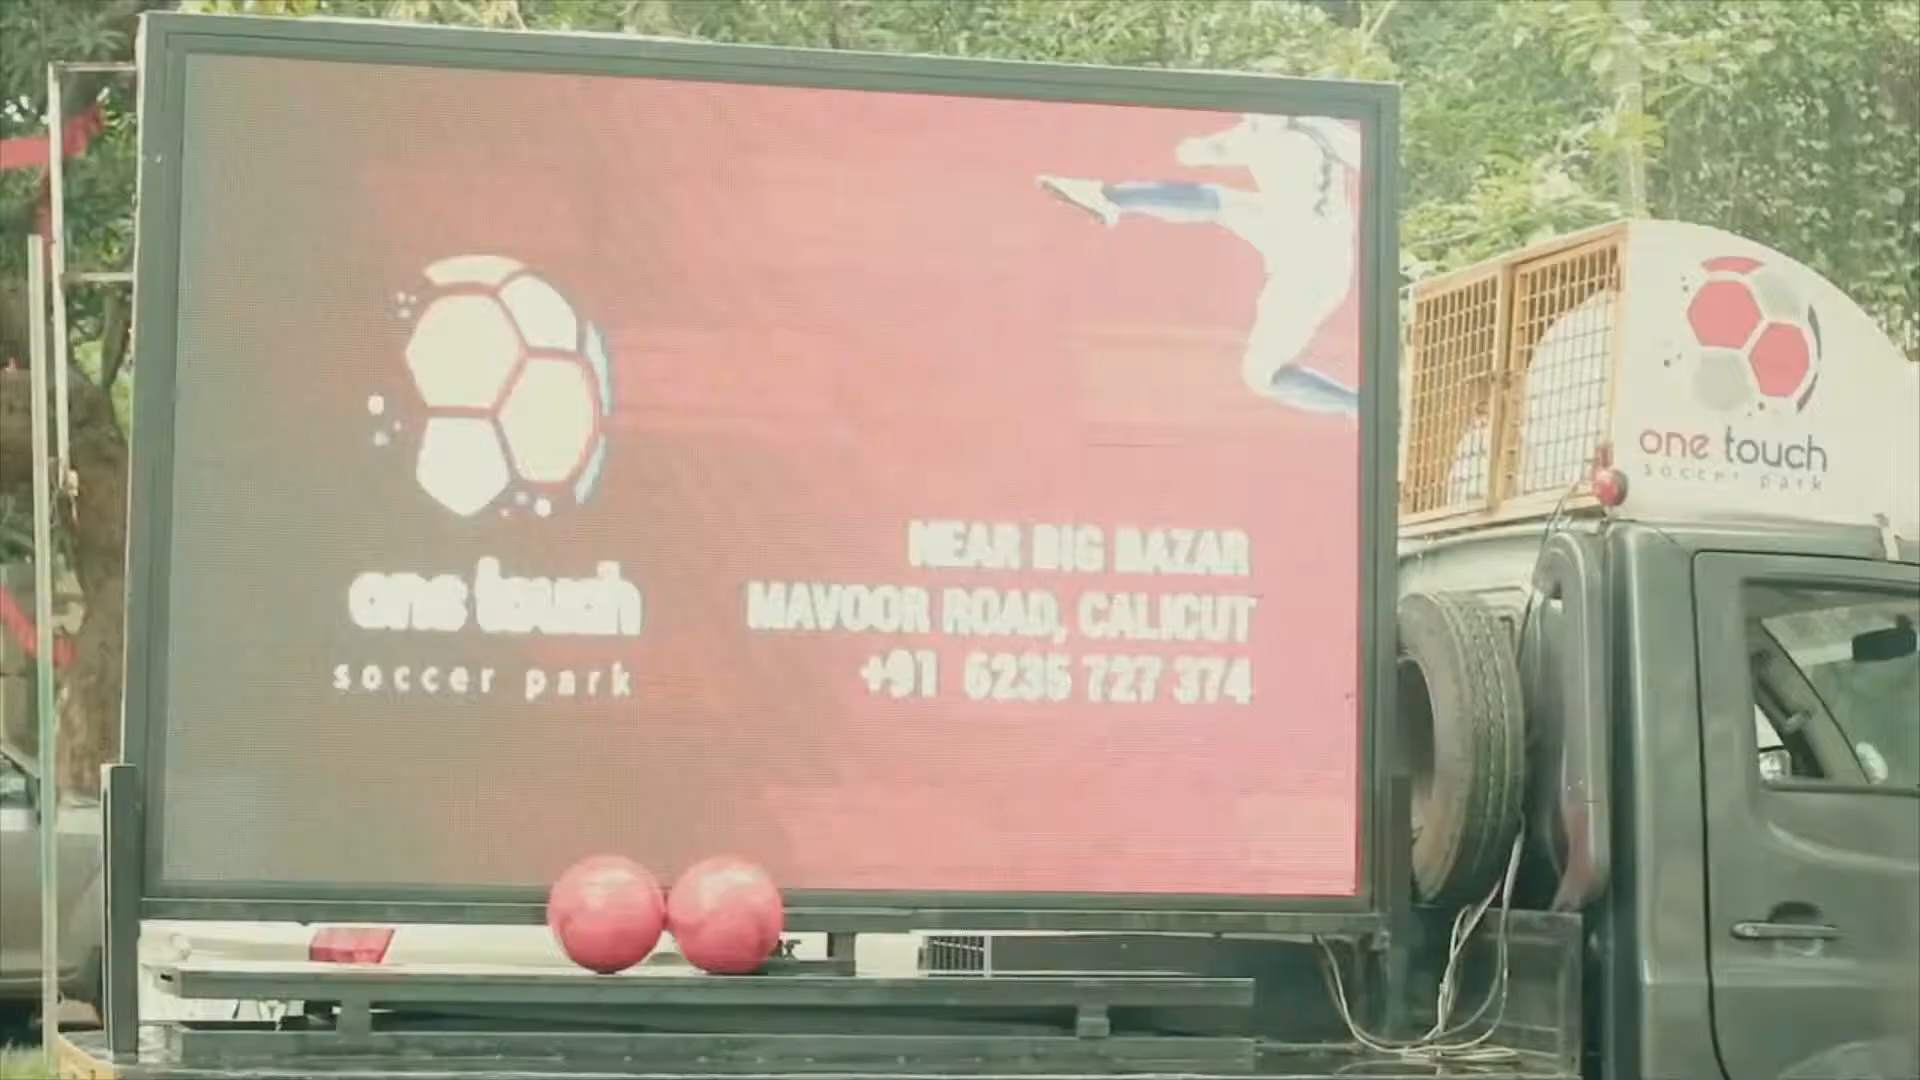 one touch
soccer park
NEAR BIG BAZAR
MAVOOR ROAD, CALICUT
+91 6235 727 374
one touch
soccer park